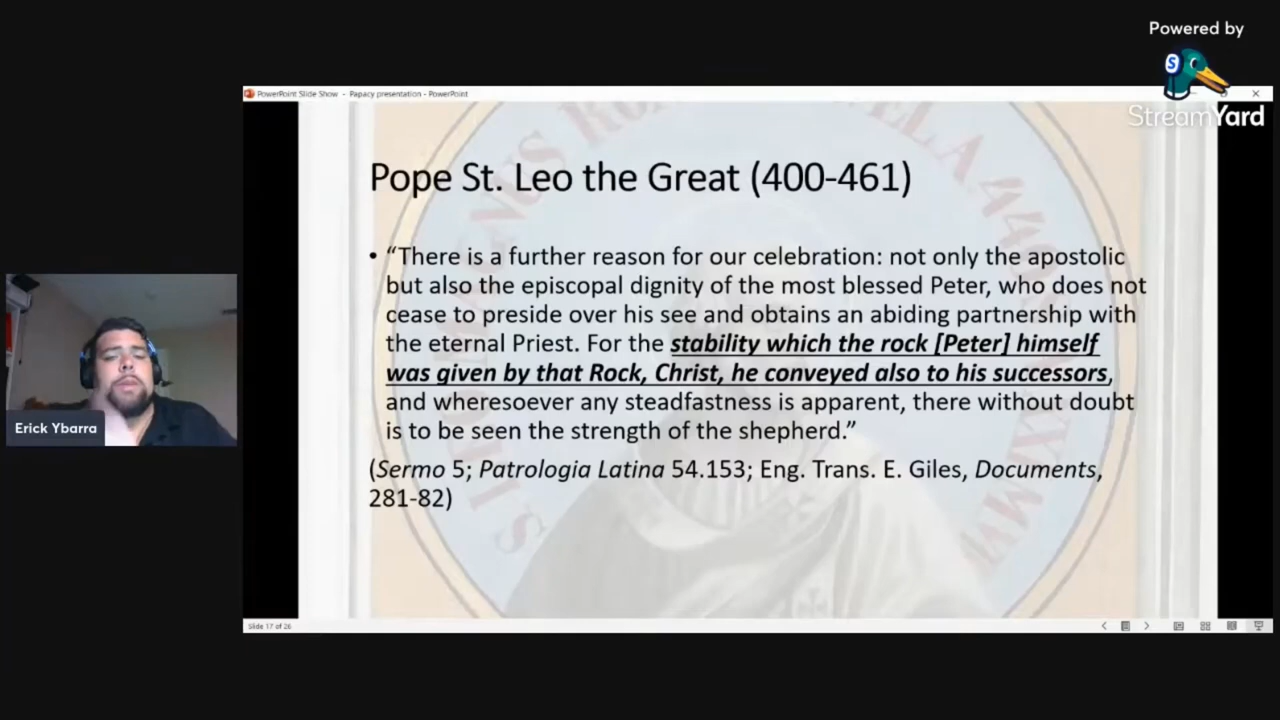 Powered by
S
StreamYard
PowerPoint Slide Show - Papacy presentation - PowerPoint
Pope St. Leo the Great (400-461)
• “There is a further reason for our celebration: not only the apostolic
but also the episcopal dignity of the most blessed Peter, who does not
cease to preside over his see and obtains an abiding partnership with
the eternal Priest. For the stability which the rock [Peter] himself
was given by that Rock, Christ, he conveyed also to his successors,
and wheresoever any steadfastness is apparent, there without doubt
is to be seen the strength of the shepherd.”
(Sermo 5; Patrologia Latina 54.153; Eng. Trans. E. Giles, Documents,
281-82)
Erick Ybarra
Slide 17 of 26